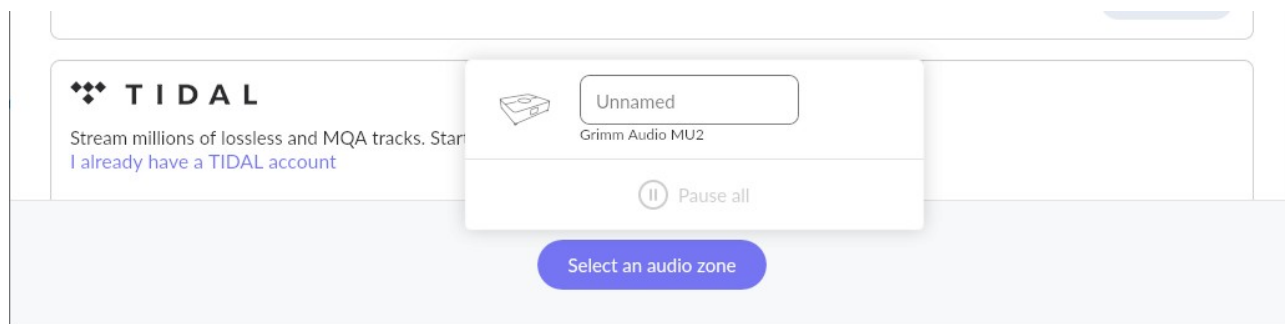 TIDAL
Stream millions of lossless and MQA tracks. Star
I already have a TIDAL account
Unnamed
Grimm Audio MU2
Pause all
Select an audio zone